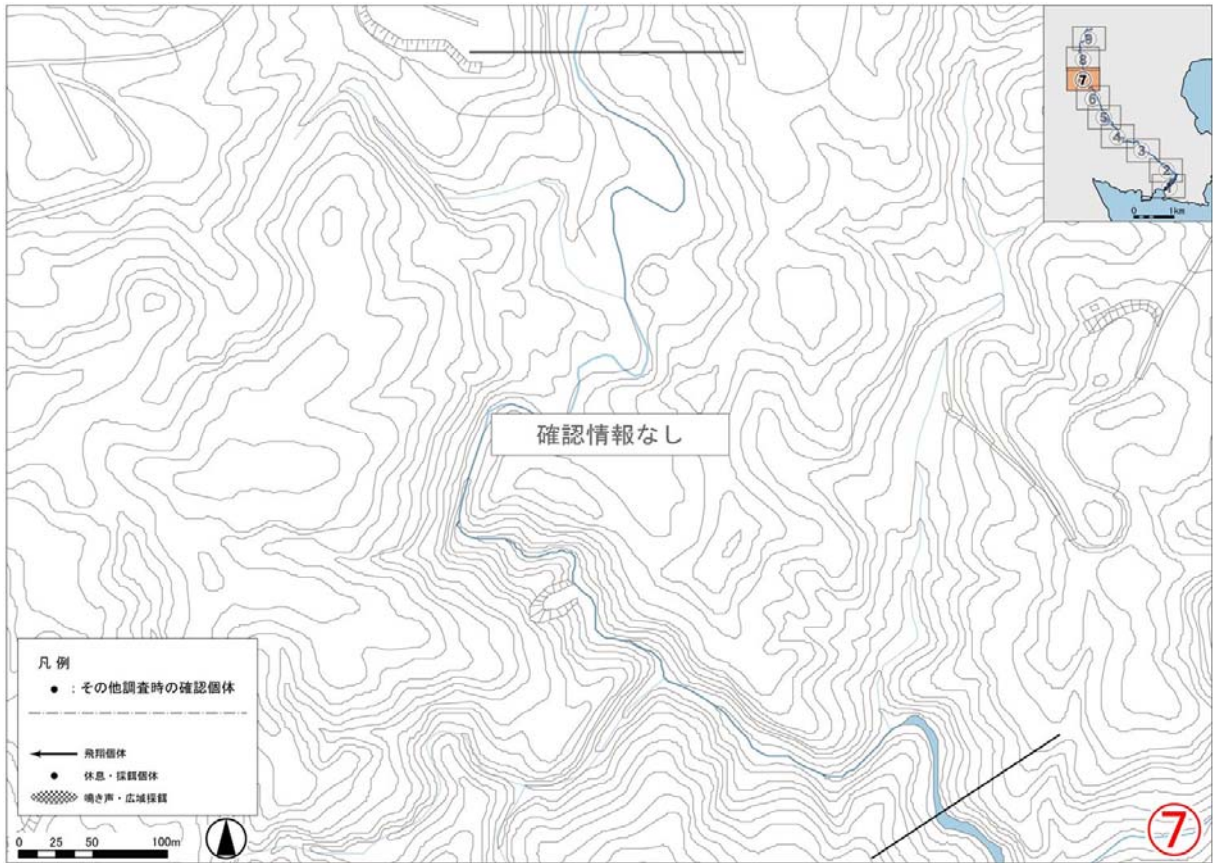 9
8
7
6
5
4
3
2
0 1km
確認情報なし
凡例
● : その他調査時の確認個体
飛翔個体
● 休息・採餌個体
鳴き声・広域採餌
0 25 50 100m
⑦